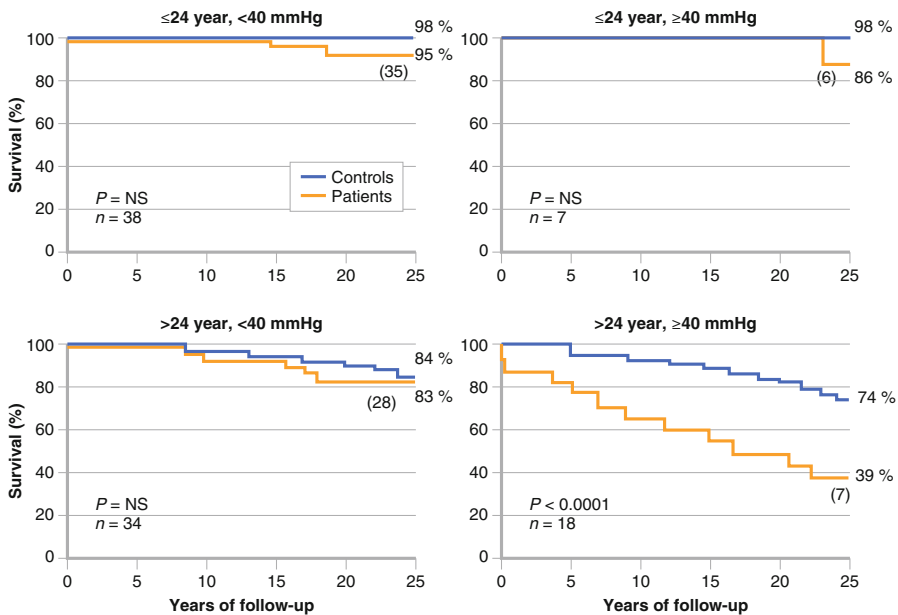 ≤24 year, <40 mmHg
98 %
100
95 %
(35)
80
60
40
20
0
Survival (%)
Controls
Patients
P = NS
n = 38
0 5 10 15 20 25
≤24 year, ≥40 mmHg
98 %
100
(6)
86 %
80
60
40
20
0
P = NS
n = 7
0 5 10 15 20 25
>24 year, <40 mmHg
84 %
100
83 %
(28)
80
60
40
20
0
Survival (%)
P = NS
n = 34
0 5 10 15 20 25
Years of follow-up
>24 year, ≥40 mmHg
100
80
74 %
60
40
39 %
(7)
20
0
P < 0.0001
n = 18
0 5 10 15 20 25
Years of follow-up